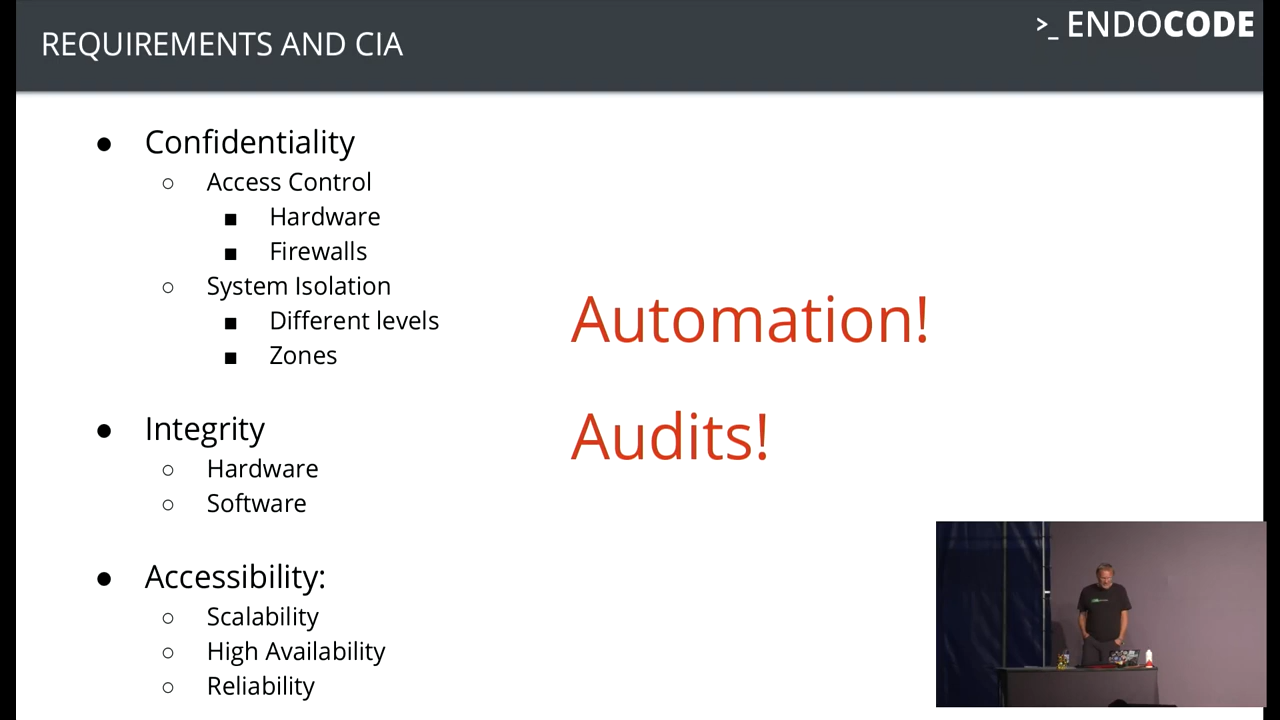 REQUIREMENTS AND CIA
>_ ENDOCODE
● Confidentiality
○ Access Control
■ Hardware
■ Firewalls
○ System Isolation
■ Different levels
■ Zones
Automation!
Audits!
● Integrity
○ Hardware
○ Software
● Accessibility:
○ Scalability
○ High Availability
○ Reliability